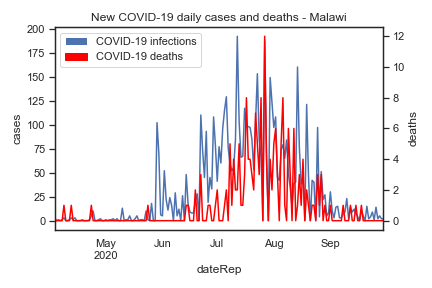 New COVID-19 daily cases and deaths - Malawi
COVID-19 infections
COVID-19 deaths
cases
200
175
150
125
100
75
50
25
0
deaths
12
10
8
6
4
2
0
May Jun Jul Aug Sep
2020
dateRep